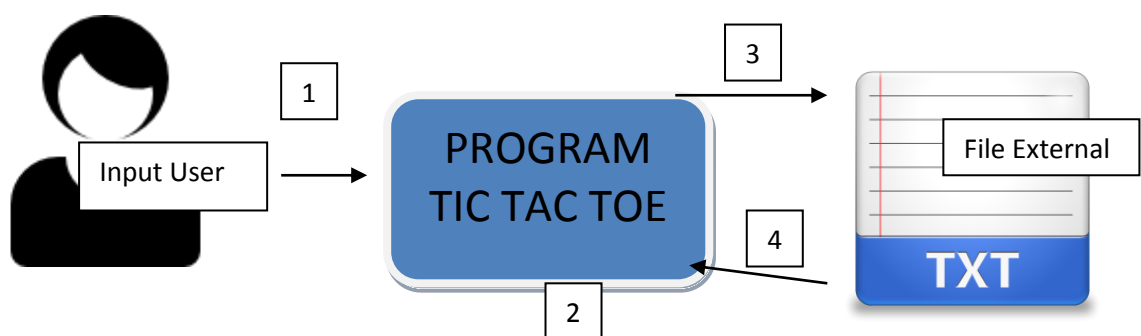 3
1
PROGRAM
TIC TAC TOE
File External
Input User
4
TXT
2